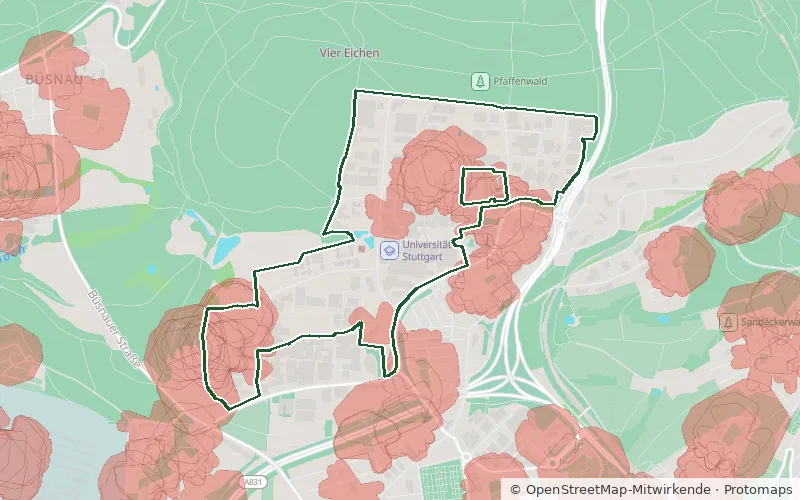 Vier Eichen
Pfaffenwald
BÜSNAU
Universität
Stuttgart
Büsnauer Straße
Sandäckerwa
A831
© OpenStreetMap-Mitwirkende · Protomaps